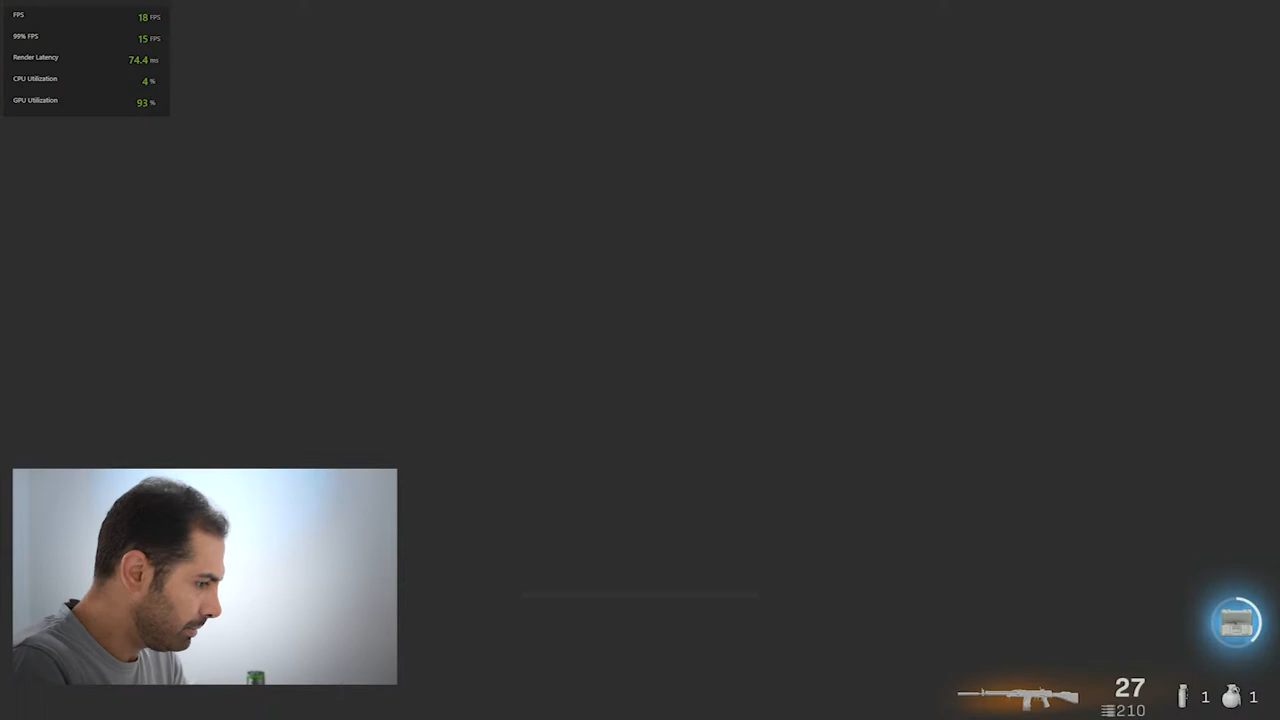 FPS 18 FPS
99% FPS 15 FPS
Render Latency 74.4 ms
CPU Utilization 4 %
GPU Utilization 93 %
27
210
1 1